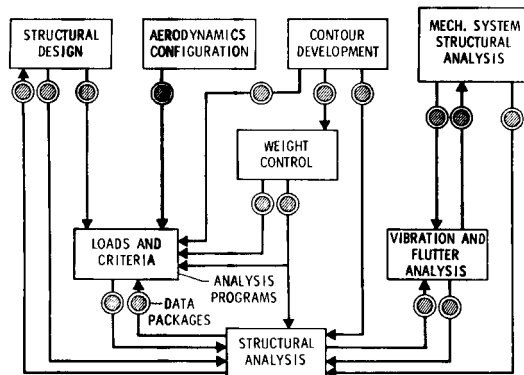 STRUCTURAL
DESIGN
AERODYNAMICS
CONFIGURATION
CONTOUR
DEVELOPMENT
MECH. SYSTEM
STRUCTURAL
ANALYSIS
WEIGHT
CONTROL
LOADS AND
CRITERIA
VIBRATION AND
FLUTTER
ANALYSIS
ANALYSIS
PROGRAMS
DATA
PACKAGES
STRUCTURAL
ANALYSIS